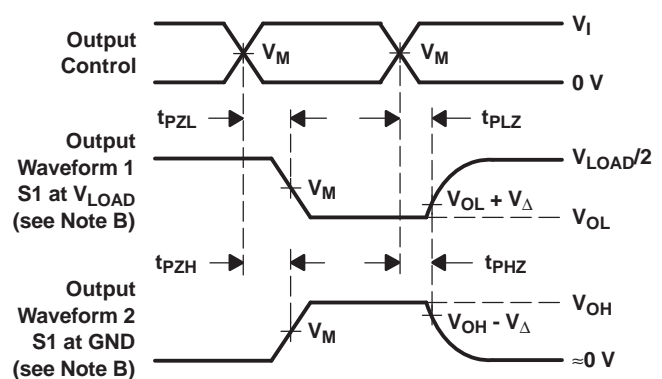 Output
Control
V_M
V_M
V_I
0 V
t_PZL
t_PLZ
Output
Waveform 1
S1 at V_LOAD
(see Note B)
V_M
V_LOAD/2
V_OL + V_Δ
V_OL
t_PZH
t_PHZ
Output
Waveform 2
S1 at GND
(see Note B)
V_M
V_OH
V_OH - V_Δ
≈0 V